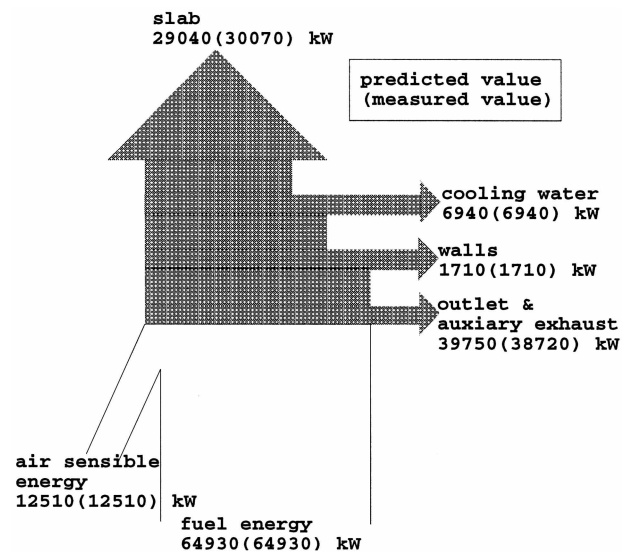 slab
29040(30070) kW
predicted value
(measured value)
cooling water
6940(6940) kW
walls
1710(1710) kW
outlet &
auxiary exhaust
39750(38720) kW
air sensible
energy
12510(12510) kW
fuel energy
64930(64930) kW